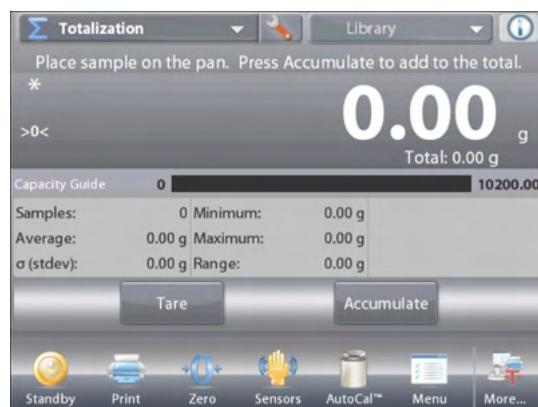 Σ Totalization Library
Place sample on the pan. Press Accumulate to add to the total.
*
>0<
0.00 g
Total: 0.00 g
Capacity Guide 0 10200.00
Samples: 0 Minimum: 0.00 g
Average: 0.00 g Maximum: 0.00 g
σ (stdev): 0.00 g Range: 0.00 g
Tare Accumulate
Standby Print Zero Sensors AutoCal™ Menu More...